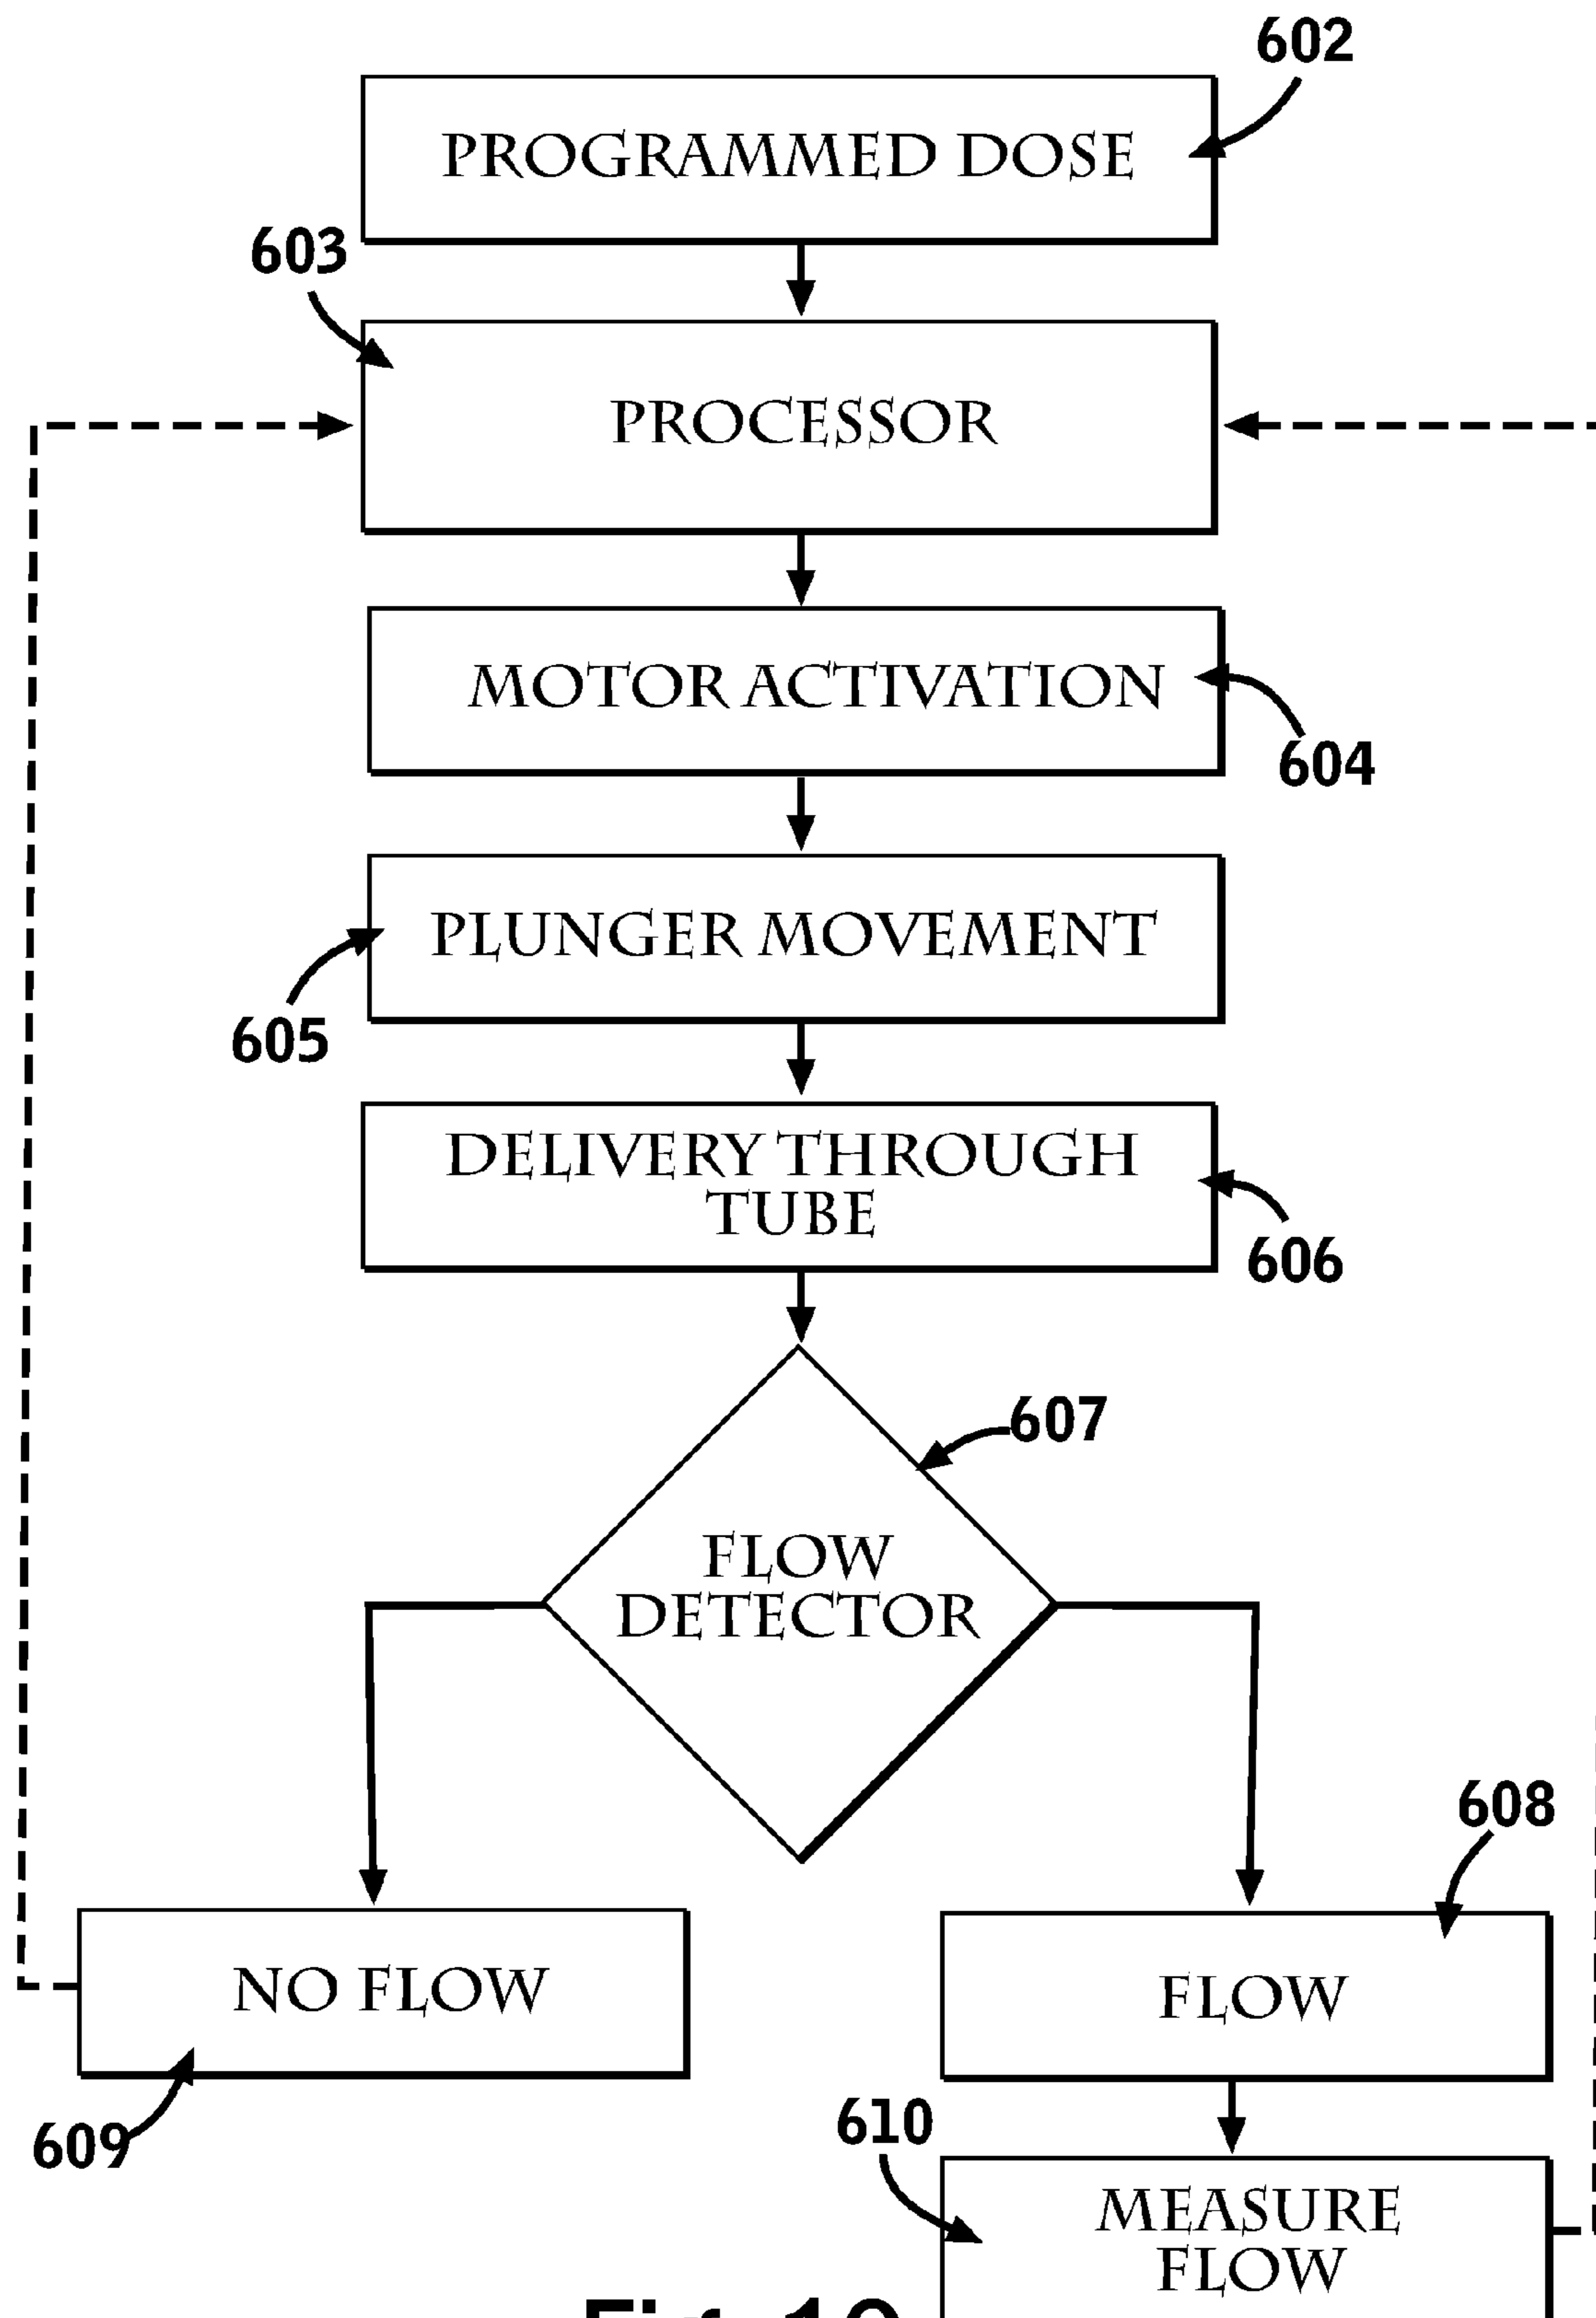 602
PROGRAMMED DOSE
603
PROCESSOR
MOTOR ACTIVATION
604
PLUNGER MOVEMENT
605
DELIVERY THROUGH
TUBE
606
607
FLOW
DETECTOR
608
NO FLOW
FLOW
609
610
MEASURE
FLOW